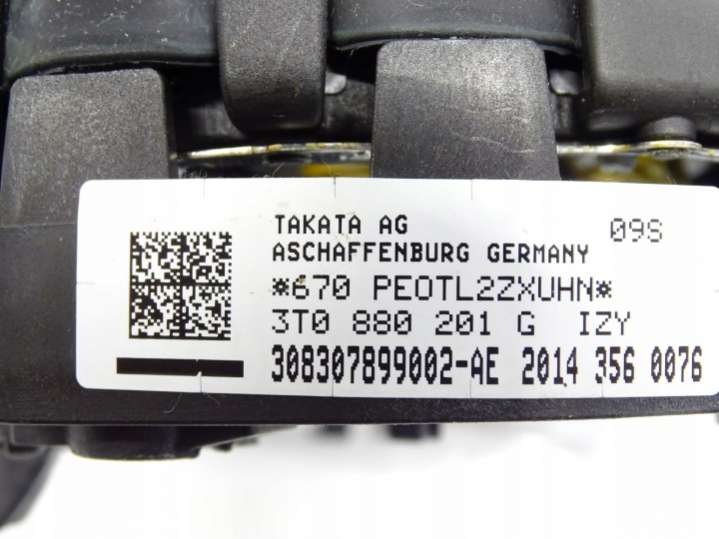 TAKATA AG 09S
ASCHAFFENBURG GERMANY
*670 PEOTL2ZXUHN*
3T0 880 201 G IZY
308307899002-AE 2014 356 0076